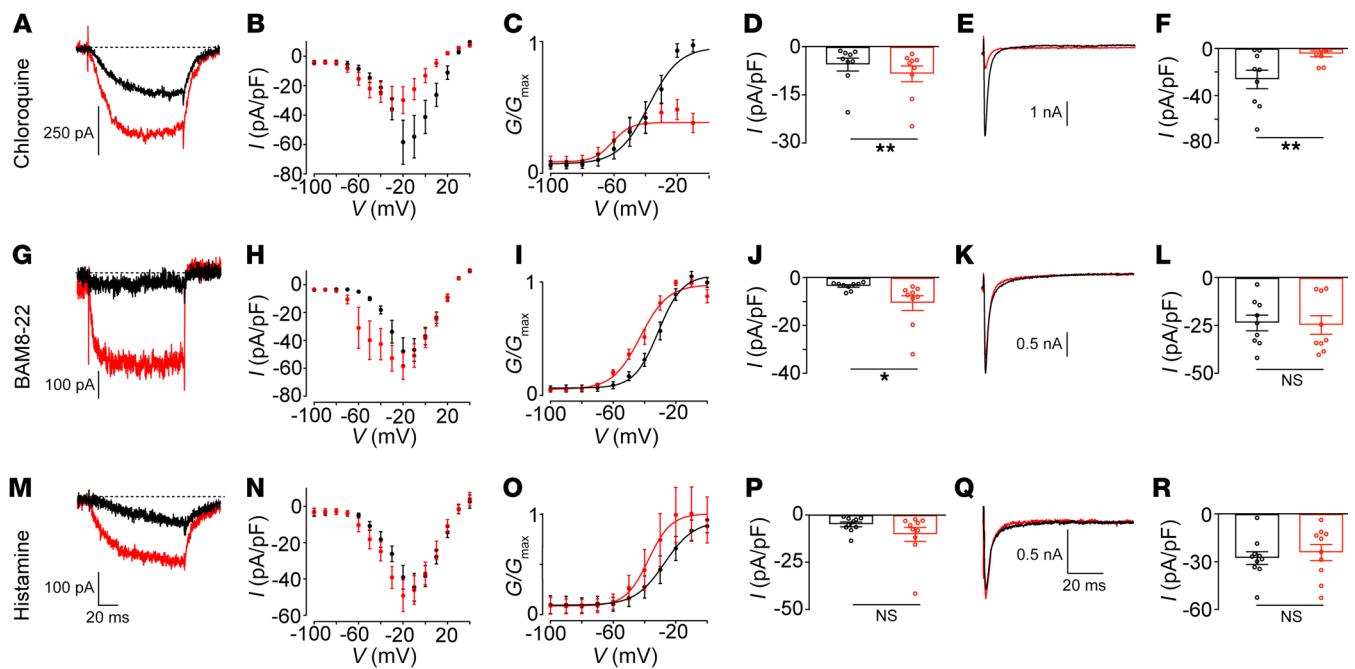 A B C D E F
Chloroquine
250 pA
I (pA/pF)
0
-20
-40
-60
-80
-100 -60 -20 20
V (mV)
G/Gmax
1
0
-100 -60 -20
V (mV)
I (pA/pF)
0
-15
-30
**
1 nA
I (pA/pF)
0
-40
-80
**
G H I J K L
BAM8-22
100 pA
I (pA/pF)
0
-20
-40
-60
-80
-100 -60 -20 20
V (mV)
G/Gmax
1
0
-100 -60 -20
V (mV)
I (pA/pF)
0
-20
-40
*
0.5 nA
I (pA/pF)
0
-25
-50
NS
M N O P Q R
Histamine
100 pA
20 ms
I (pA/pF)
0
-20
-40
-60
-100 -60 -20 20
V (mV)
G/Gmax
1
0
-100 -60 -20
V (mV)
I (pA/pF)
0
-25
-50
NS
0.5 nA
20 ms
I (pA/pF)
0
-30
-60
NS